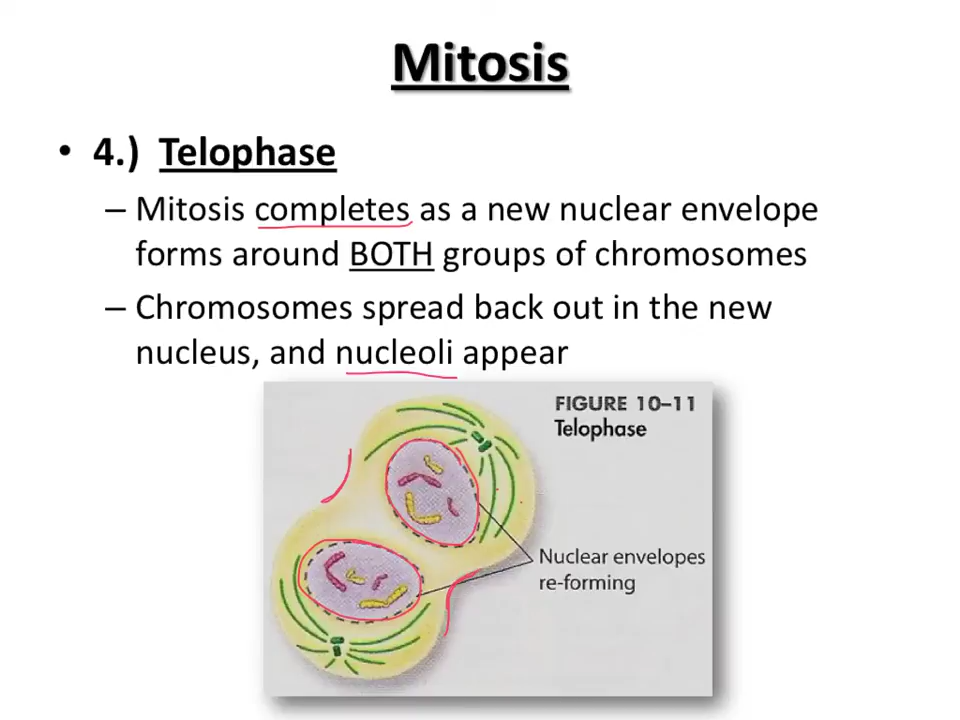 Mitosis
• 4.) Telophase
– Mitosis completes as a new nuclear envelope
forms around BOTH groups of chromosomes
– Chromosomes spread back out in the new
nucleus, and nucleoli appear
FIGURE 10–11
Telophase
Nuclear envelopes
re-forming